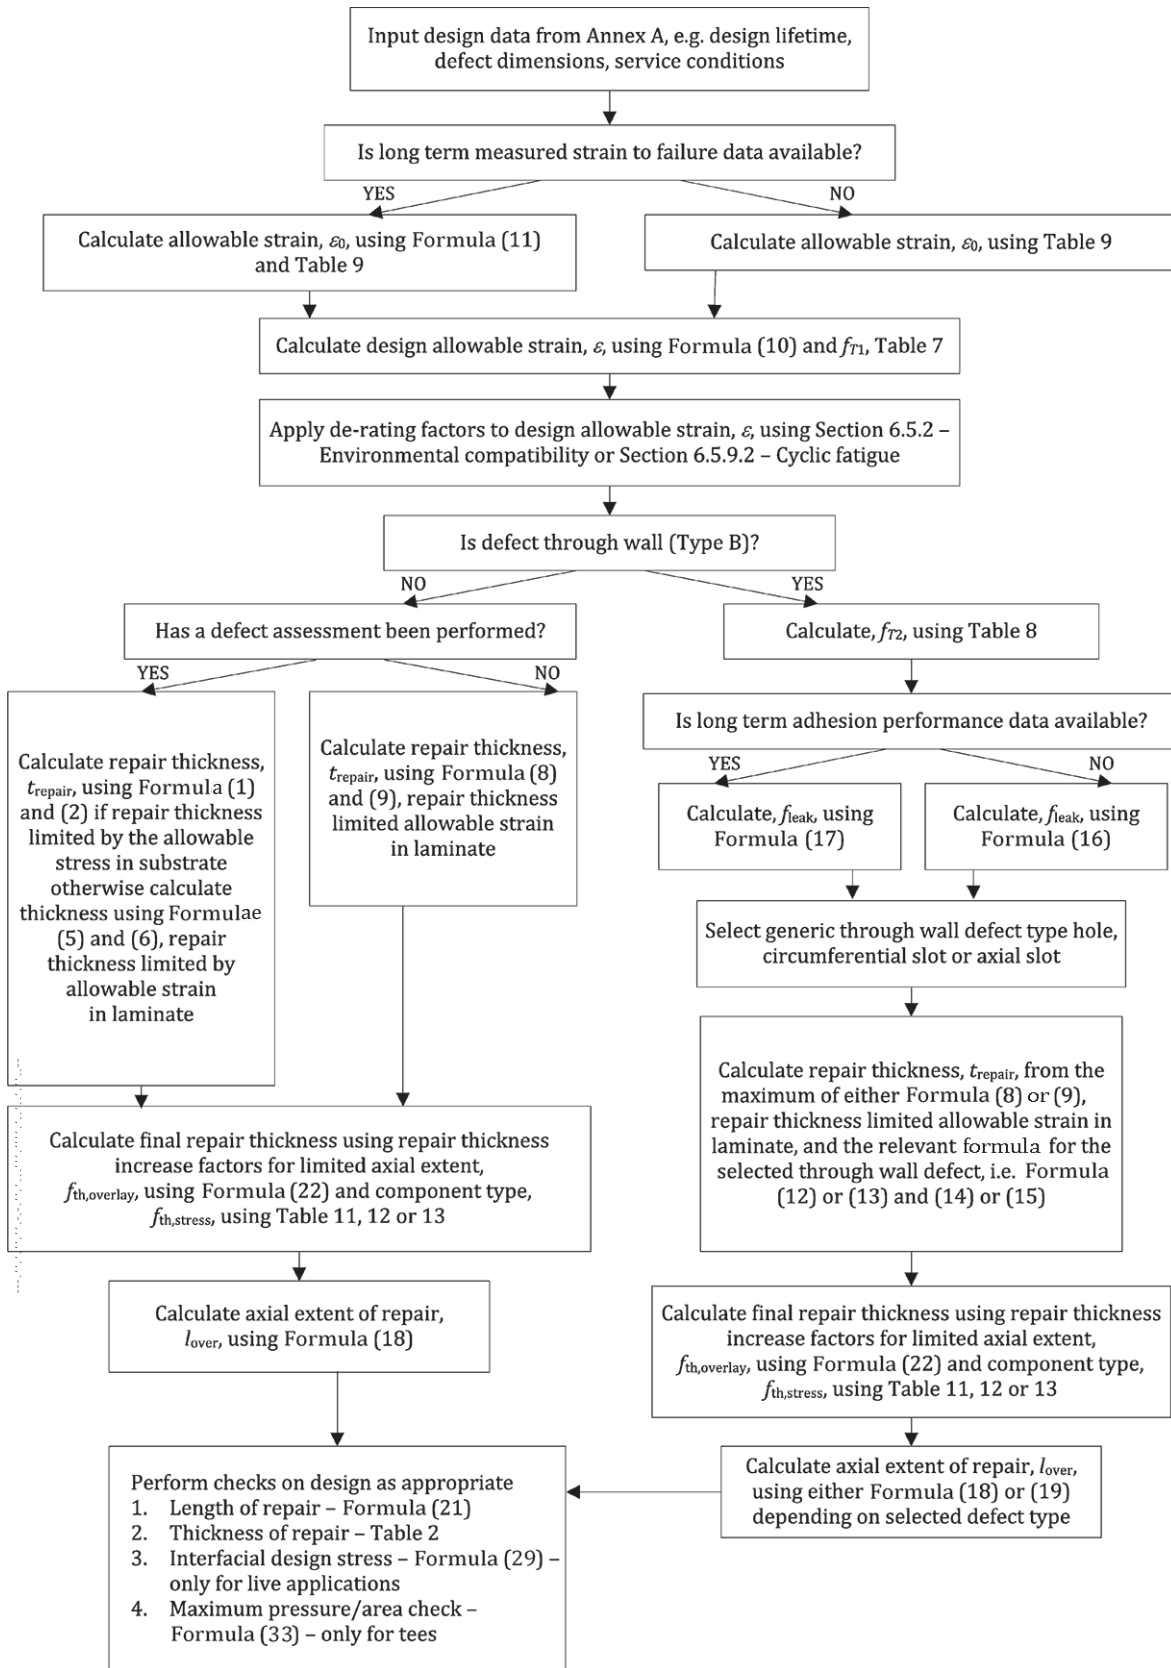 Input design data from Annex A, e.g. design lifetime,
defect dimensions, service conditions
Is long term measured strain to failure data available?
YES
NO
Calculate allowable strain, ε0, using Formula (11)
and Table 9
Calculate allowable strain, ε0, using Table 9
Calculate design allowable strain, ε, using Formula (10) and fT1, Table 7
Apply de-rating factors to design allowable strain, ε, using Section 6.5.2 –
Environmental compatibility or Section 6.5.9.2 – Cyclic fatigue
Is defect through wall (Type B)?
NO
YES
Has a defect assessment been performed?
YES
NO
Calculate repair thickness,
trepair, using Formula (1)
and (2) if repair thickness
limited by the allowable
stress in substrate
otherwise calculate
thickness using Formulae
(5) and (6), repair
thickness limited by
allowable strain
in laminate
Calculate repair thickness,
trepair, using Formula (8)
and (9), repair thickness
limited allowable strain
in laminate
Calculate final repair thickness using repair thickness
increase factors for limited axial extent,
fth,overlay, using Formula (22) and component type,
fth,stress, using Table 11, 12 or 13
Calculate axial extent of repair,
lover, using Formula (18)
Calculate, fT2, using Table 8
Is long term adhesion performance data available?
YES
NO
Calculate, fleak, using
Formula (17)
Calculate, fleak, using
Formula (16)
Select generic through wall defect type hole,
circumferential slot or axial slot
Calculate repair thickness, trepair, from the
maximum of either Formula (8) or (9),
repair thickness limited allowable strain in
laminate, and the relevant formula for the
selected through wall defect, i.e. Formula
(12) or (13) and (14) or (15)
Calculate final repair thickness using repair thickness
increase factors for limited axial extent,
fth,overlay, using Formula (22) and component type,
fth,stress, using Table 11, 12 or 13
Calculate axial extent of repair, lover,
using either Formula (18) or (19)
depending on selected defect type
Perform checks on design as appropriate
1. Length of repair – Formula (21)
2. Thickness of repair – Table 2
3. Interfacial design stress – Formula (29) –
only for live applications
4. Maximum pressure/area check –
Formula (33) – only for tees